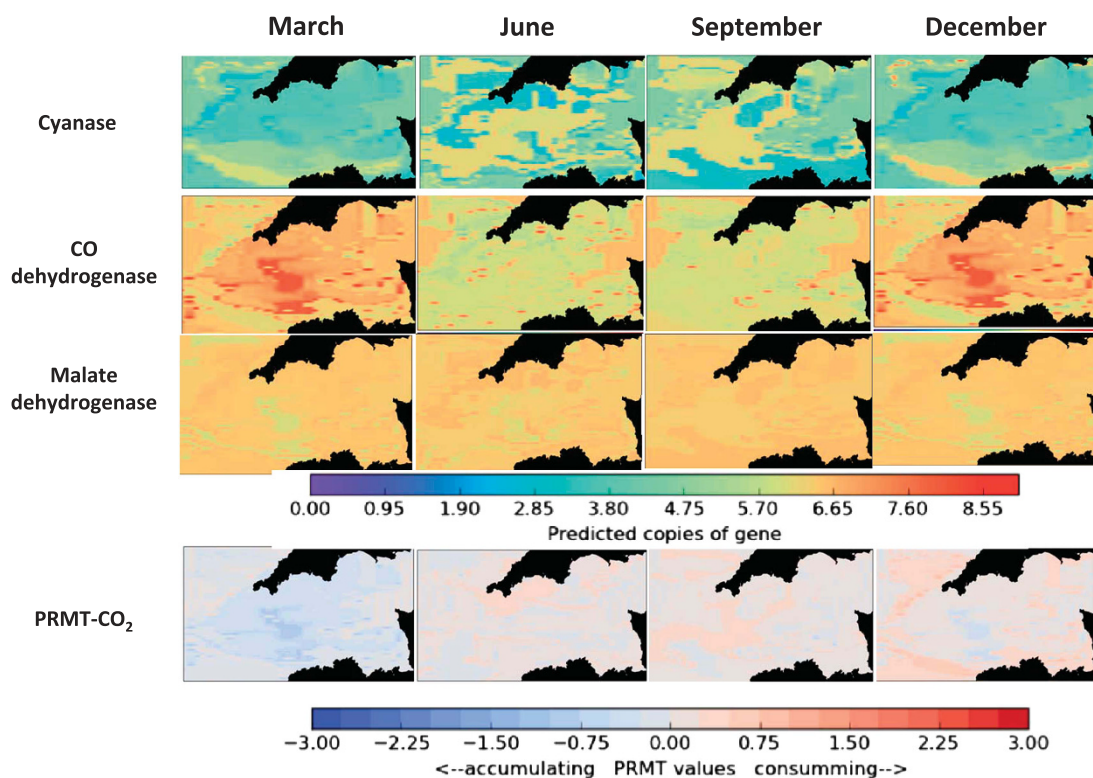 March June September December
Cyanase
CO
dehydrogenase
Malate
dehydrogenase
0.00 0.95 1.90 2.85 3.80 4.75 5.70 6.65 7.60 8.55
Predicted copies of gene
PRMT-CO₂
−3.00 −2.25 −1.50 −0.75 0.00 0.75 1.50 2.25 3.00
<--accumulating PRMT values consumming-->